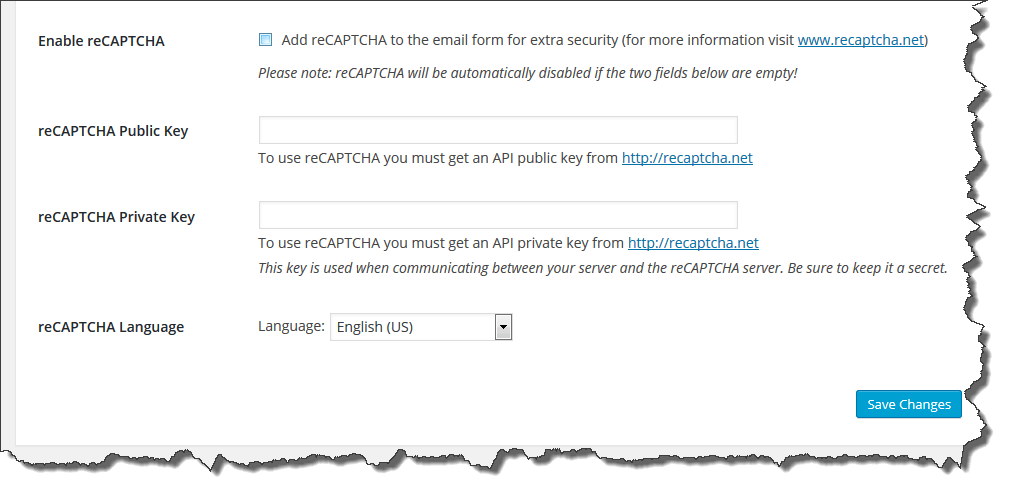 Enable reCAPTCHA
Add reCAPTCHA to the email form for extra security (for more information visit www.recaptcha.net)
Please note: reCAPTCHA will be automatically disabled if the two fields below are empty!
reCAPTCHA Public Key
To use reCAPTCHA you must get an API public key from http://recaptcha.net
reCAPTCHA Private Key
To use reCAPTCHA you must get an API private key from http://recaptcha.net
This key is used when communicating between your server and the reCAPTCHA server. Be sure to keep it a secret.
reCAPTCHA Language
Language: English (US)
Save Changes